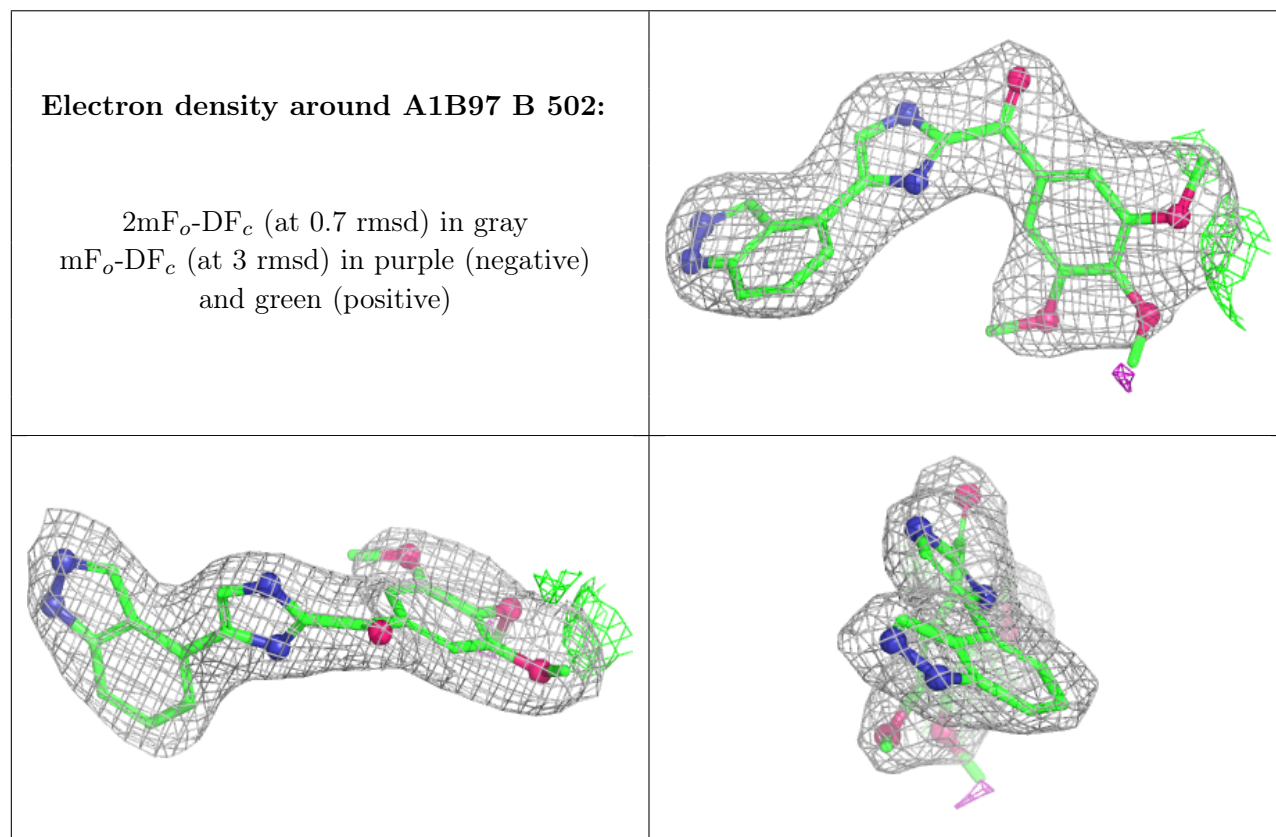 Electron density around A1B97 B 502:
2mFo-DFc (at 0.7 rmsd) in gray
mFo-DFc (at 3 rmsd) in purple (negative)
and green (positive)